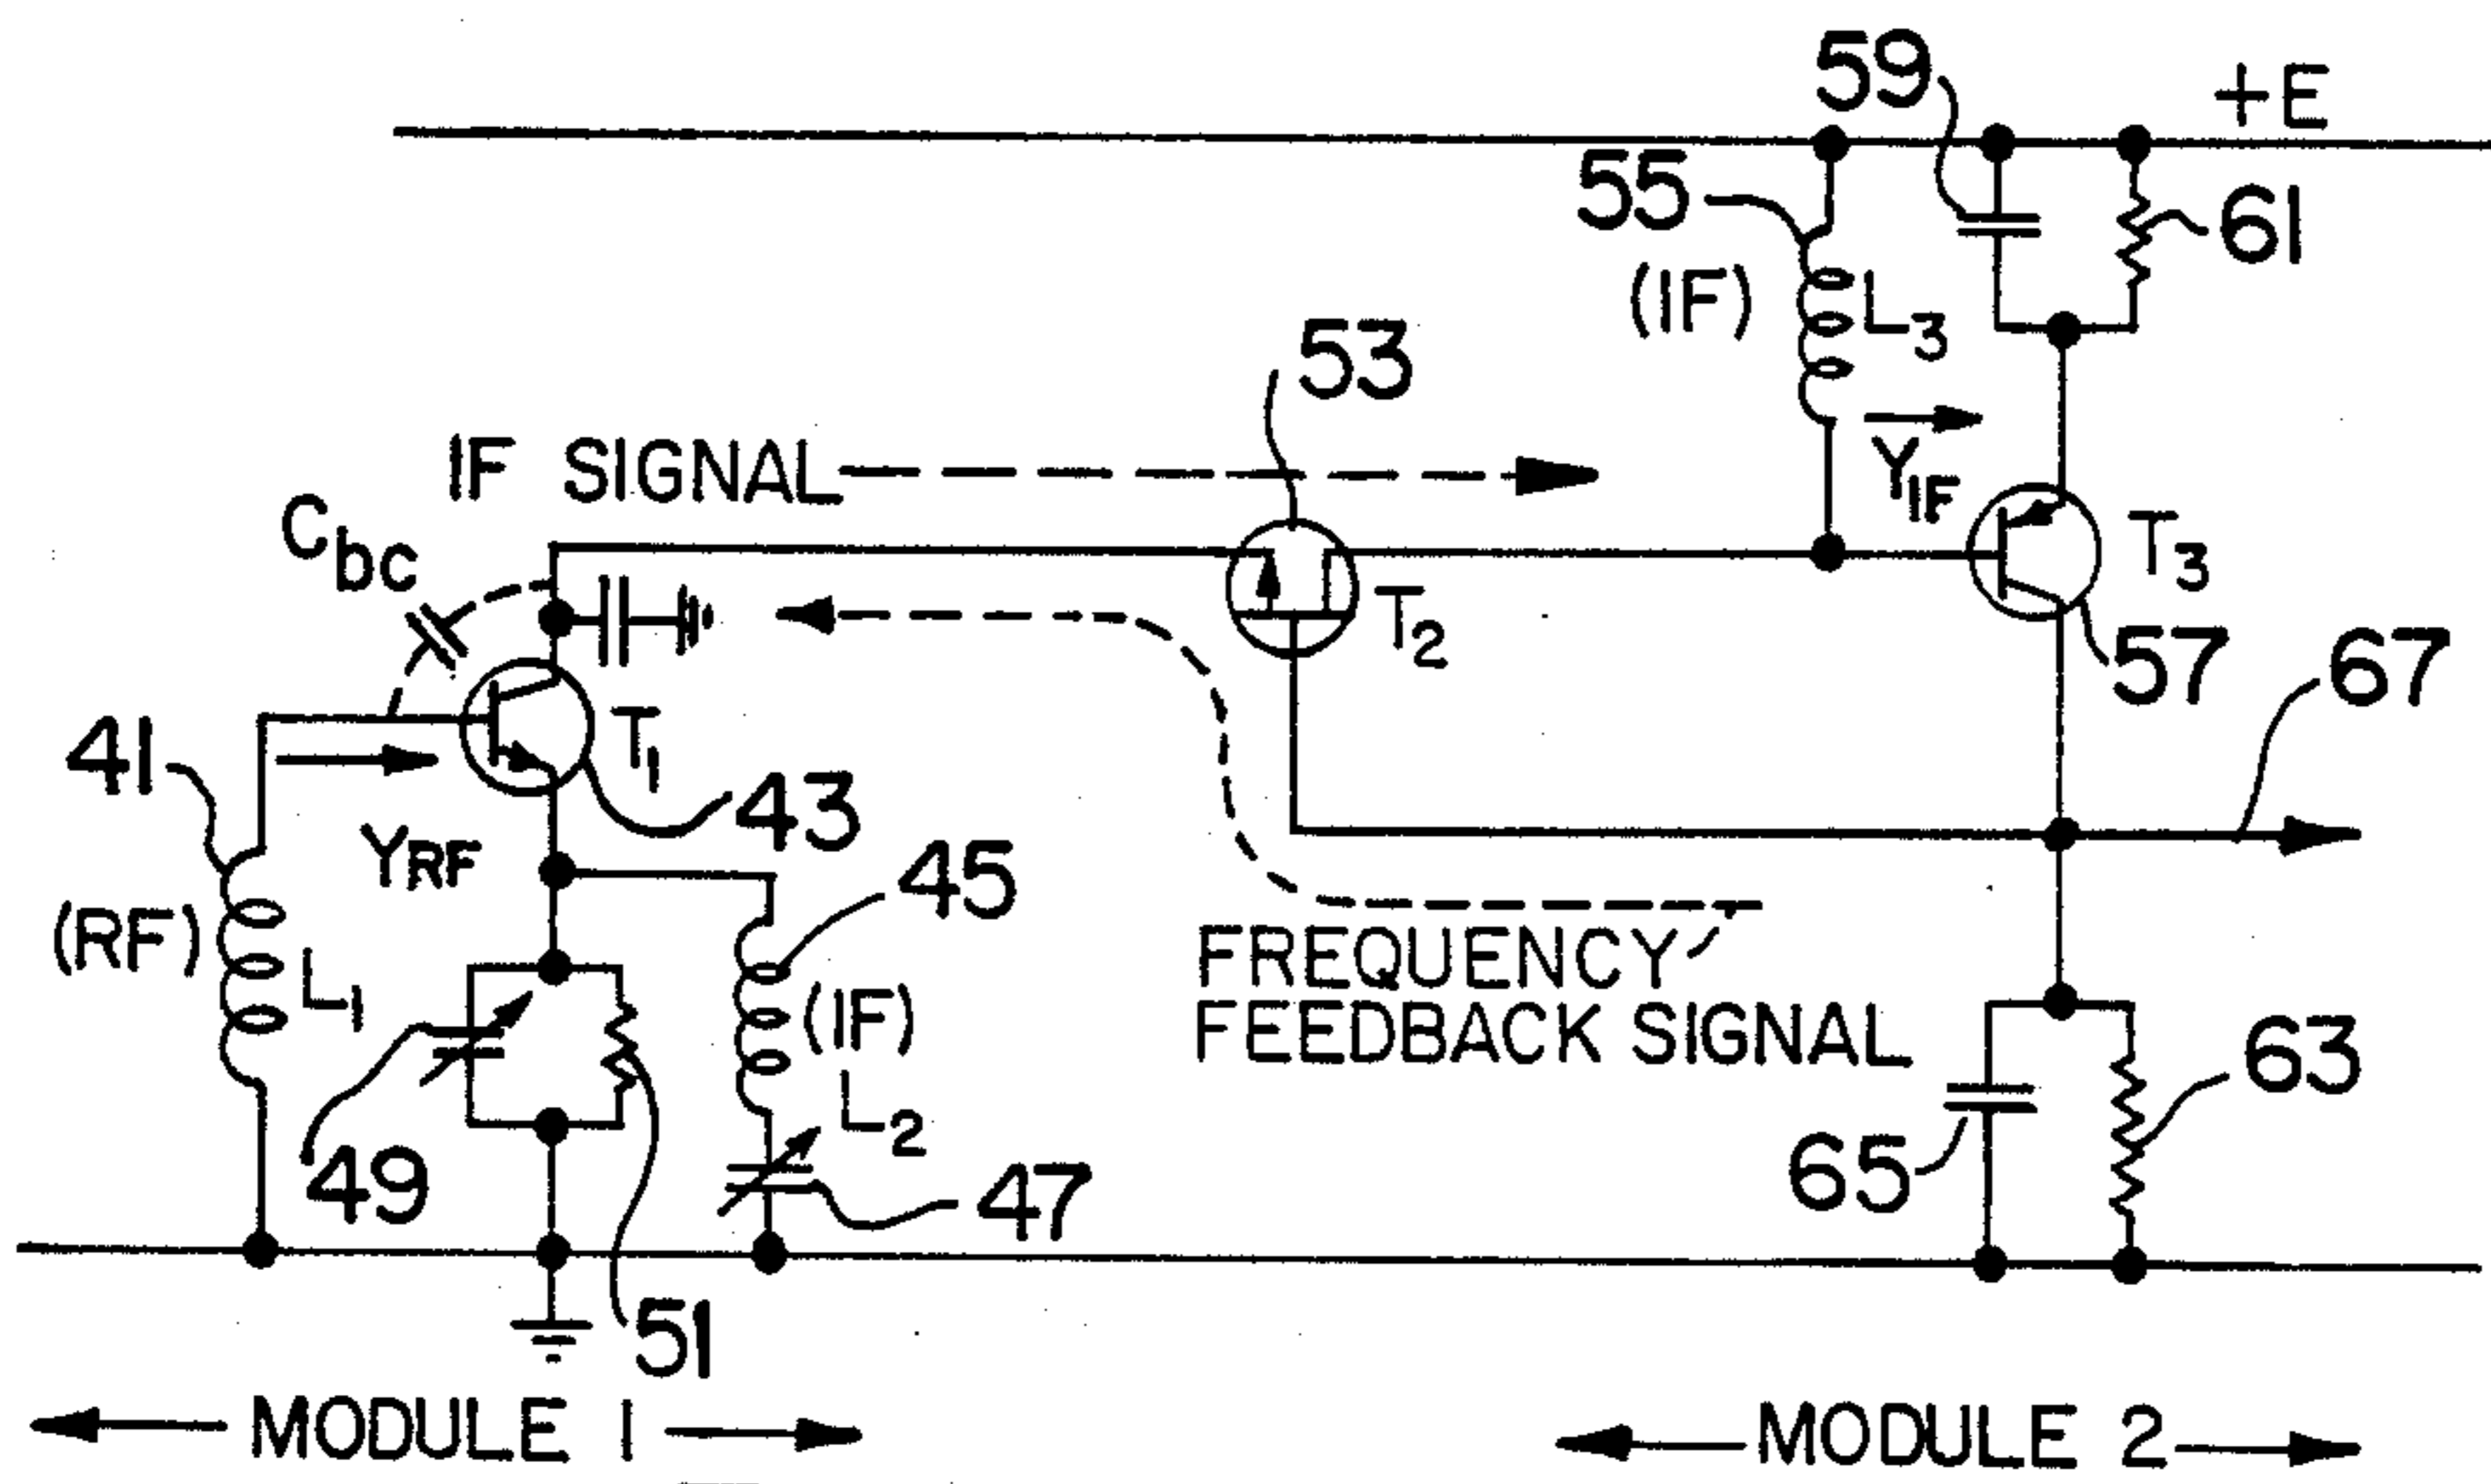 59
+E
55
61
(IF)
L3
53
IF SIGNAL
YIF
Cbc
T3
T2
57
67
41
T1
43
YRF
45
(RF)
L1
(IF)
FREQUENCY
FEEDBACK SIGNAL
63
L2
65
49
47
51
MODULE 1
MODULE 2